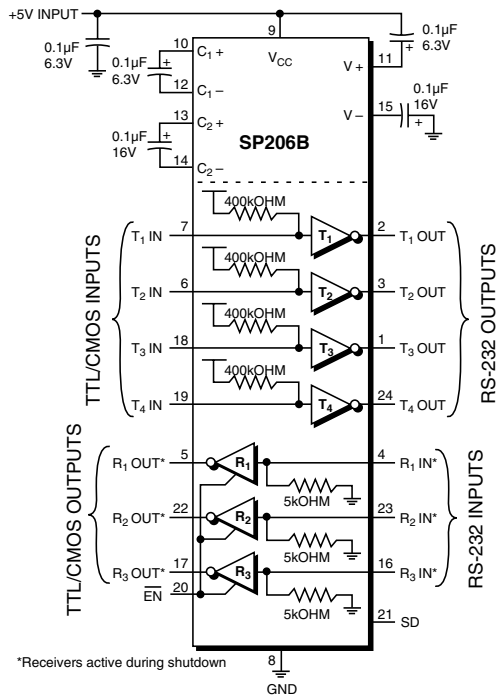 +5V INPUT
0.1µF
6.3V
9
VCC
0.1µF
6.3V
+
10
C1 +
0.1µF
6.3V
+
12
C1 –
V +
11
13
C2 +
0.1µF
16V
+
14
C2 –
V –
15
0.1µF
16V
+
SP206B
400kOHM
T1 IN
7
T1
2
T1 OUT
400kOHM
T2 IN
6
T2
3
T2 OUT
400kOHM
T3 IN
18
T3
1
T3 OUT
400kOHM
T4 IN
19
T4
24
T4 OUT
TTL/CMOS INPUTS
RS-232 OUTPUTS
R1 OUT*
5
R1
4
R1 IN*
5kOHM
R2 OUT*
22
R2
23
R2 IN*
5kOHM
R3 OUT*
17
R3
16
R3 IN*
5kOHM
20
EN
21
SD
TTL/CMOS OUTPUTS
RS-232 INPUTS
*Receivers active during shutdown
8
GND